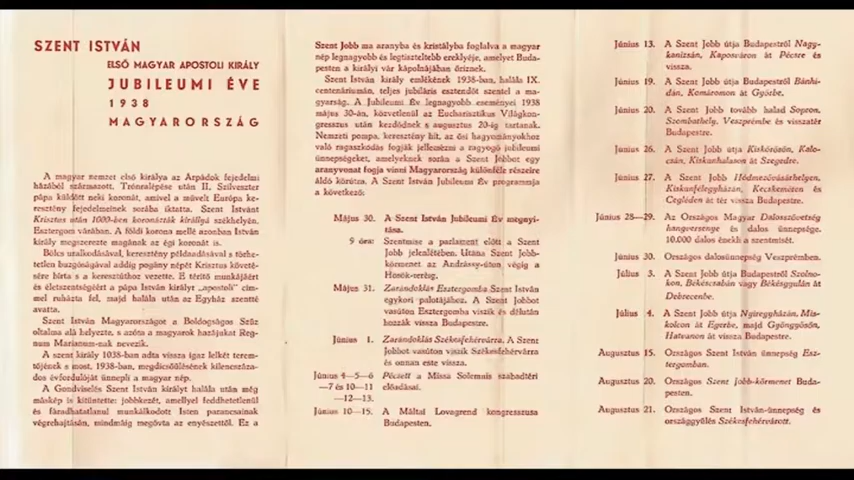 SZENT ISTVÁN
ELSŐ MAGYAR APOSTOLI KIRÁLY
JUBILEUMI ÉVE
1938
MAGYARORSZÁG
A magyar nemzet első királya az Árpádok fejedelmi
házából származott. Trónralépése után II. Szilveszter
pápa küldött neki koronát, amivel a művelt Európa ke-
resztény fejedelmeinek sorába iktatta. Szent Istvánt
Krisztus után 1000-ben koronázták királlyá székhelyén,
Esztergom várában. A földi korona mellé azonban István
király megszerezte magának az égi koronát is.
Bölcs uralkodásával, keresztény példaadásával s törhe-
tetlen buzgóságával addig pogány népét Krisztus követé-
sére bírta s a keresztúthoz vezette. E térítő munkájáért
és életszentségéért a pápa István királyt „apostoli" cím-
mel ruházta fel, majd halála után az Egyház szentté
avatta.
Szent István Magyarországot a Boldogságos Szűz
oltalma alá helyezte, s azóta a magyarok hazájukat Reg-
num Marianum-nak nevezik.
A szent király 1038-ban adta vissza igaz lelkét terem-
tőjének s most, 1938-ban, megdicsőülésének kilencszáza-
dos évfordulóját ünnepli a magyar nép.
A Gondviselés Szent István királyt halála után még
máskép is kitüntette: jobbkezét, amellyel feddhetetlenül
és fáradhatatlanul munkálkodott Isten parancsainak
végrehajtásán, mindmáig megóvta az enyészettől. Ez a
Szent Jobb ma aranyba és kristályba foglalva a magyar
nép legnagyobb és legtiszteltebb ereklyéje, amelyet Buda-
pesten a királyi vár kápolnájában őriznek.
Szent István király emlékének 1938-ban, halála IX.
centenáriumán, teljes jubiláris esztendőt szentel a ma-
gyarság. A Jubileumi Év legnagyobb eseményei 1938
május 30-án, közvetlenül az Eucharisztikus Világkon-
gresszus után kezdődnek s augusztus 20-ig tartanak.
Nemzeti pompa, keresztény hit, az ősi hagyományokhoz
való ragaszkodás fogják jellemezni a ragyogó jubileumi
ünnepségeket, amelyeknek során a Szent Jobbot egy
aranyvonat fogja vinni Magyarország különféle részeire
áldó körútra. A Szent István Jubileumi Év programmja
a következő:
Május 30. A Szent István Jubileumi Év megnyi-
tása.
9 óra: Szentmise a parlament előtt a Szent
Jobb jelenlétében. Utána Szent Jobb-
körmenet az Andrássy-úton végig a
Hősök-teréig.
Május 31. Zarándoklás Esztergomba Szent István
egykori palotájához. A Szent Jobbot
vasúton Esztergomba viszik és délután
hozzák vissza Budapestre.
Június 1. Zarándoklás Székesfehérvárra. A Szent
Jobbot vasúton viszik Székesfehérvárra
és onnan este vissza.
Június 4—5—6 Pécsett a Missa Solemnis szabadtéri
—7 és 10—11 előadásai.
—12—13.
Június 10—15. A Máltai Lovagrend kongresszusa
Budapesten.
Június 13. A Szent Jobb útja Budapestről Nagy-
kanizsán, Kaposváron át Pécsre és
vissza.
Június 19. A Szent Jobb útja Budapestről Bánhi-
dán, Komáromon át Győrbe.
Június 20. A Szent Jobb tovább halad Sopron,
Szombathely, Veszprémbe és visszatér
Budapestre.
Június 26. A Szent Jobb útja Kiskőrösön, Kalo-
csán, Kiskunhalason át Szegedre.
Június 27. A Szent Jobb Hódmezővásárhelyen,
Kiskunfélegyházán, Kecskeméten és
Cegléden át tér vissza Budapestre.
Június 28—29. Az Országos Magyar Dalosszövetség
hangversenye és dalos ünnepsége.
10.000 dalos énekli a szentmisét.
Június 30. Országos dalosünnepség Veszprémben.
Július 3. A Szent Jobb útja Budapestről Szolno-
kon, Békéscsabán vagy Békésgyulán át
Debrecenbe.
Július 4. A Szent Jobb útja Nyíregyházán, Mis-
kolcon át Egerbe, majd Gyöngyösön,
Hatvanon át vissza Budapestre.
Augusztus 15. Országos Szent István ünnepség Esz-
tergomban.
Augusztus 20. Országos Szent Jobb-körmenet Buda-
pesten.
Augusztus 21. Országos Szent István-ünnepség és
országgyűlés Székesfehérvárott.